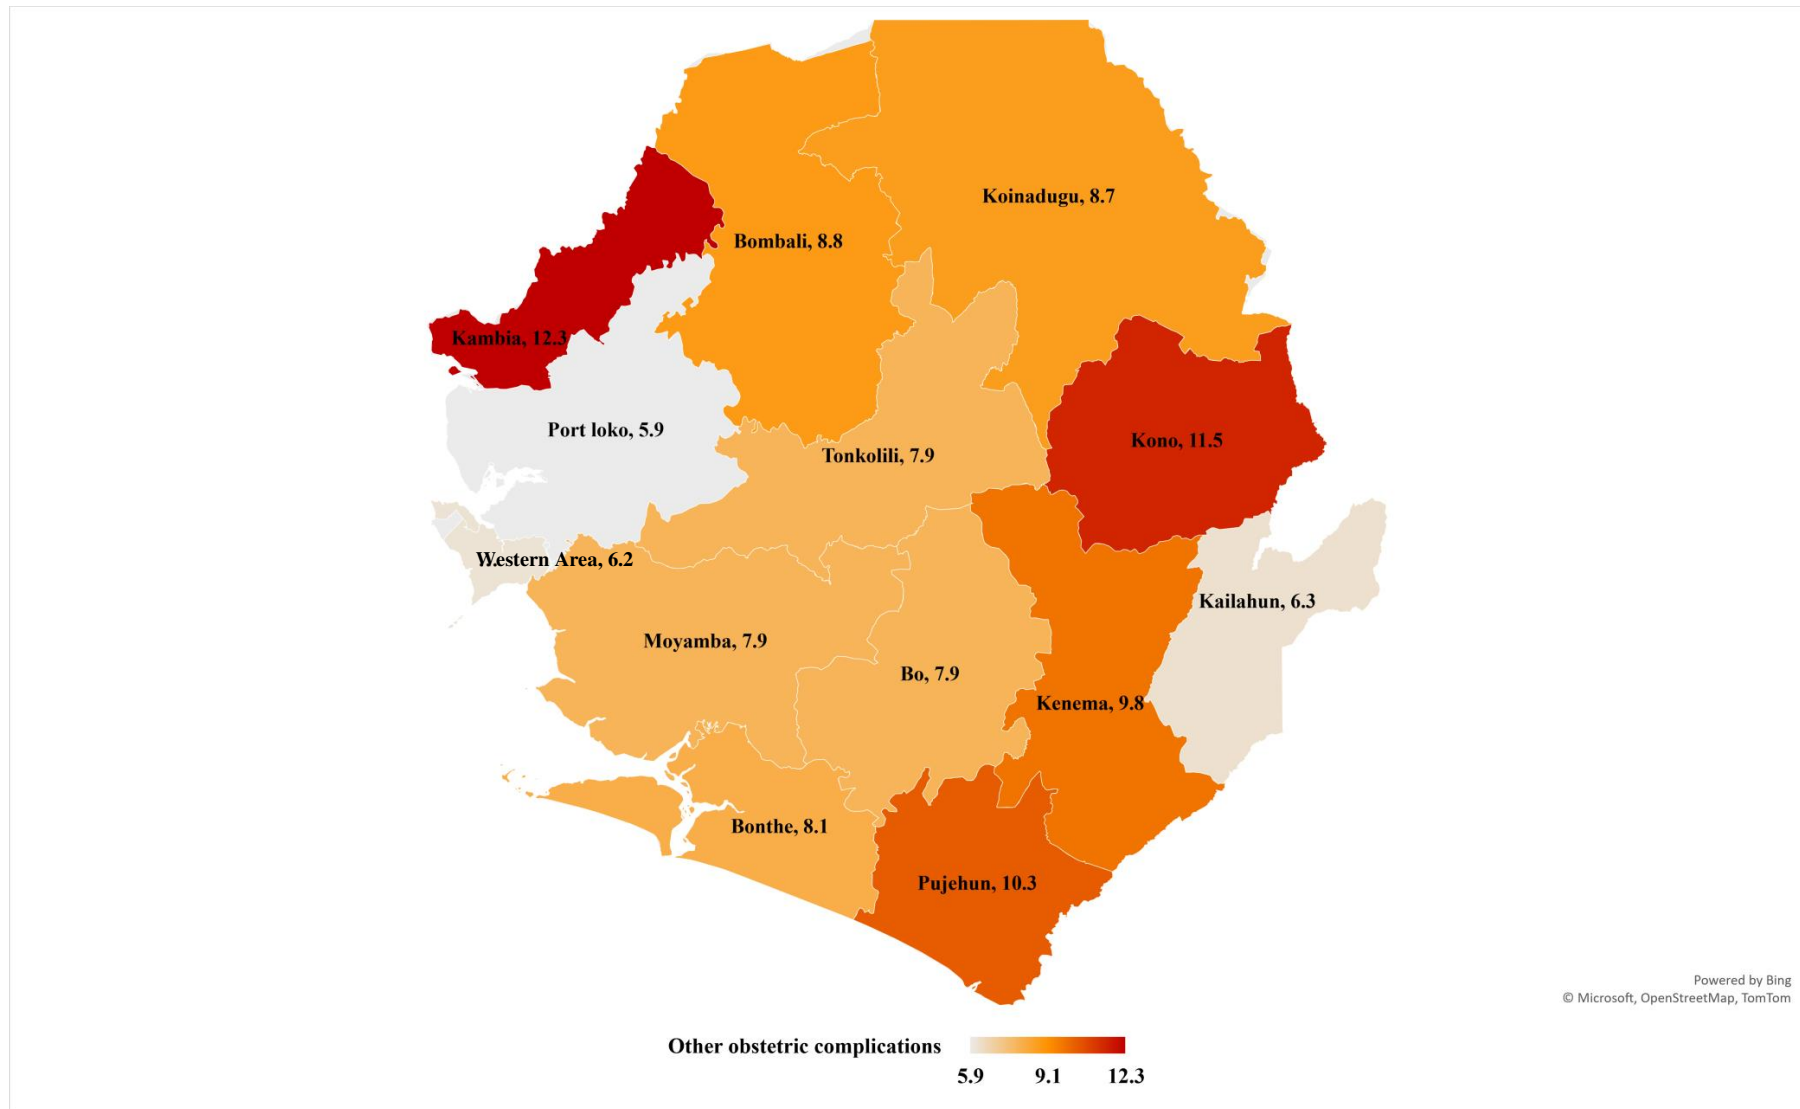 Koinadugu, 8.7
Bombali, 8.8
Kambia, 12.3
Port loko, 5.9
Kono, 11.5
Tonkolili, 7.9
Western Area, 6.2
Kailahun, 6.3
Moyamba, 7.9
Bo, 7.9
Kenema, 9.8
Bonthe, 8.1
Pujehun, 10.3
Powered by Bing
© Microsoft, OpenStreetMap, TomTom
Other obstetric complications
5.9 9.1 12.3